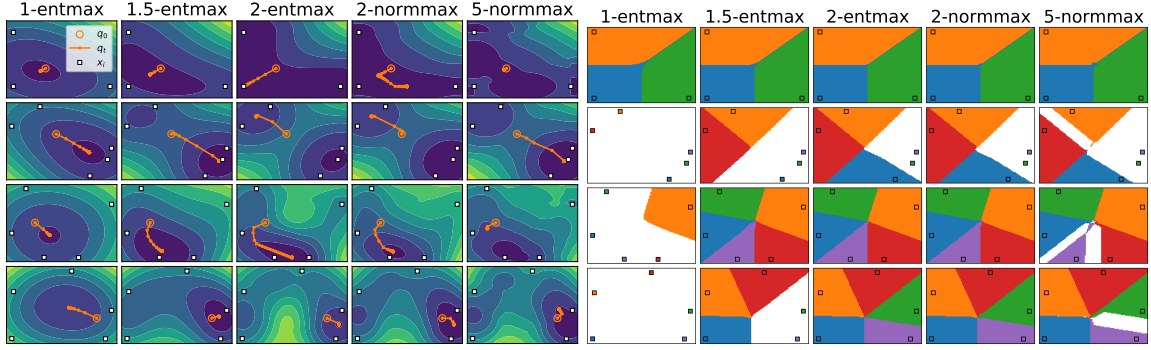 1-entmax 1.5-entmax 2-entmax 2-normmax 5-normmax 1-entmax 1.5-entmax 2-entmax 2-normmax 5-normmax
q₀
qₜ
xᵢ